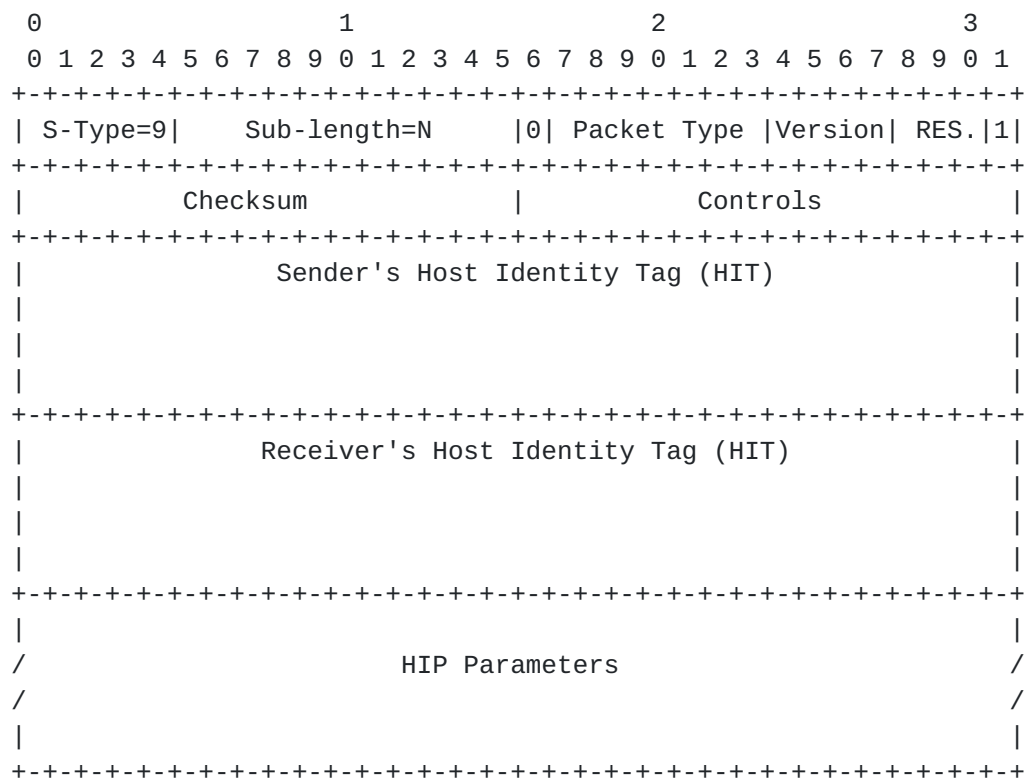 0                   1                   2                   3
 0 1 2 3 4 5 6 7 8 9 0 1 2 3 4 5 6 7 8 9 0 1 2 3 4 5 6 7 8 9 0 1
+-+-+-+-+-+-+-+-+-+-+-+-+-+-+-+-+-+-+-+-+-+-+-+-+-+-+-+-+-+-+-+-+
| S-Type=9|    Sub-length=N     |0| Packet Type |Version| RES.|1|
+-+-+-+-+-+-+-+-+-+-+-+-+-+-+-+-+-+-+-+-+-+-+-+-+-+-+-+-+-+-+-+-+
|          Checksum             |           Controls            |
+-+-+-+-+-+-+-+-+-+-+-+-+-+-+-+-+-+-+-+-+-+-+-+-+-+-+-+-+-+-+-+-+
|                Sender's Host Identity Tag (HIT)               |
|                                                               |
|                                                               |
|                                                               |
+-+-+-+-+-+-+-+-+-+-+-+-+-+-+-+-+-+-+-+-+-+-+-+-+-+-+-+-+-+-+-+-+
|               Receiver's Host Identity Tag (HIT)              |
|                                                               |
|                                                               |
|                                                               |
+-+-+-+-+-+-+-+-+-+-+-+-+-+-+-+-+-+-+-+-+-+-+-+-+-+-+-+-+-+-+-+-+
|                                                               |
/                        HIP Parameters                         /
/                                                               /
|                                                               |
+-+-+-+-+-+-+-+-+-+-+-+-+-+-+-+-+-+-+-+-+-+-+-+-+-+-+-+-+-+-+-+-+